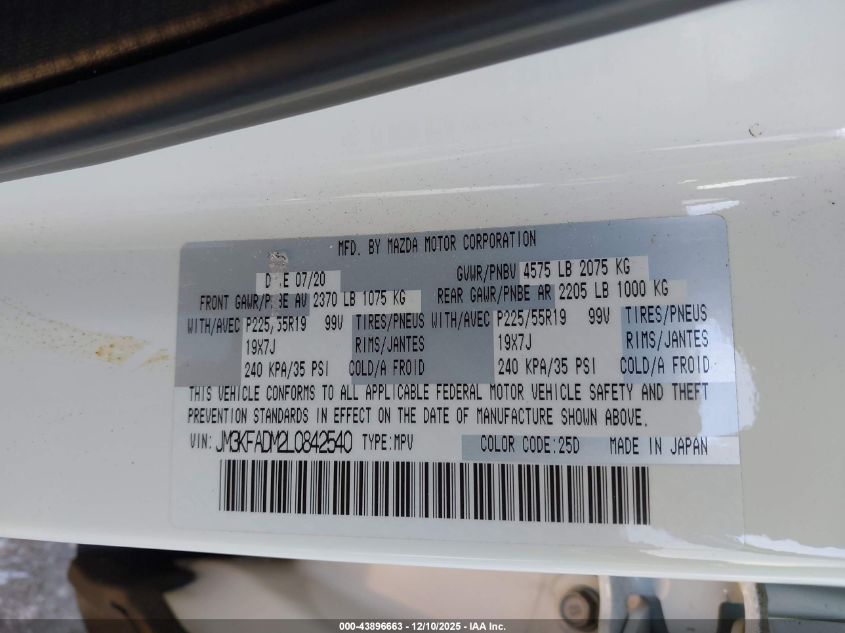 MFD. BY MAZDA MOTOR CORPORATION
07/20 GVWR/PNBV 4575 LB 2075 KG
FRONT GAWR/PNBE AV 2370 LB 1075 KG REAR GAWR/PNBE AR 2205 LB 1000 KG
WITH/AVEC P225/55R19 99V TIRES/PNEUS WITH/AVEC P225/55R19 99V TIRES/PNEUS
19X7J RIMS/JANTES 19X7J RIMS/JANTES
240 KPA/35 PSI COLD/A FROID 240 KPA/35 PSI COLD/A FROID
THIS VEHICLE CONFORMS TO ALL APPLICABLE FEDERAL MOTOR VEHICLE SAFETY AND THEFT
PREVENTION STANDARDS IN EFFECT ON THE DATE OF MANUFACTURE SHOWN ABOVE.
VIN: JM3KFADM2L0842540 TYPE:MPV COLOR CODE:25D MADE IN JAPAN
000-43896663 - 12/10/2025 - IAA Inc.